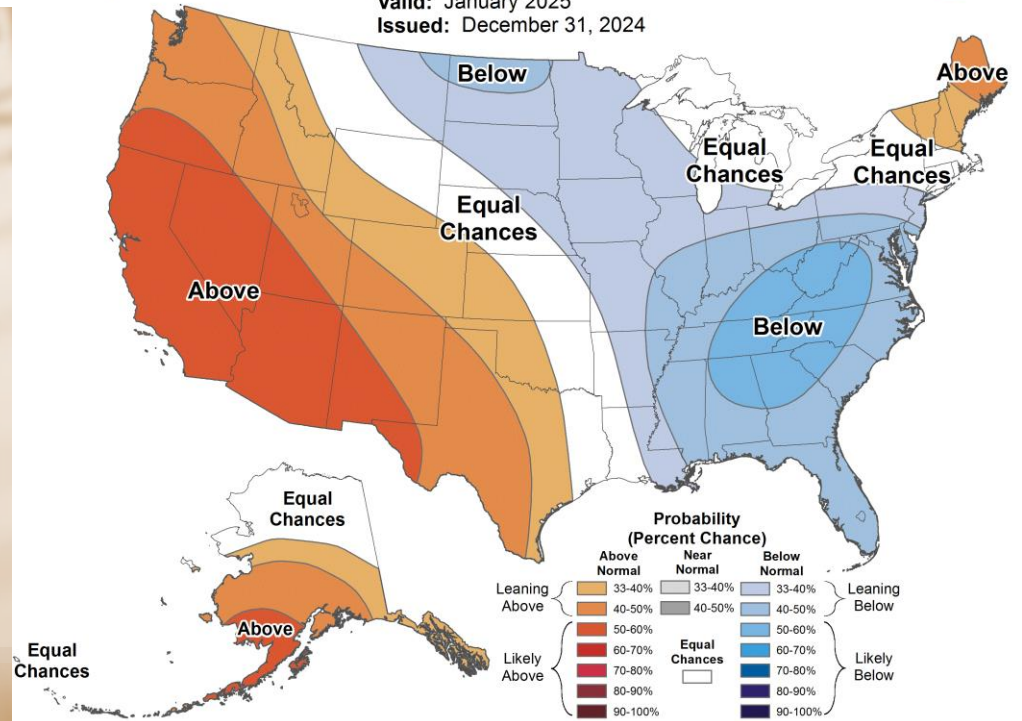 Valid: January 2025
Issued: December 31, 2024
Below
Above
Equal
Chances
Equal
Chances
Equal
Chances
Above
Below
Equal
Chances
Above
Equal
Chances
Probability
(Percent Chance)
Above
Normal
Near
Normal
Below
Normal
Leaning
Above
33-40%
33-40%
33-40%
Leaning
Below
40-50%
40-50%
40-50%
Likely
Above
50-60%
Equal
Chances
50-60%
Likely
Below
60-70%
60-70%
70-80%
70-80%
80-90%
80-90%
90-100%
90-100%